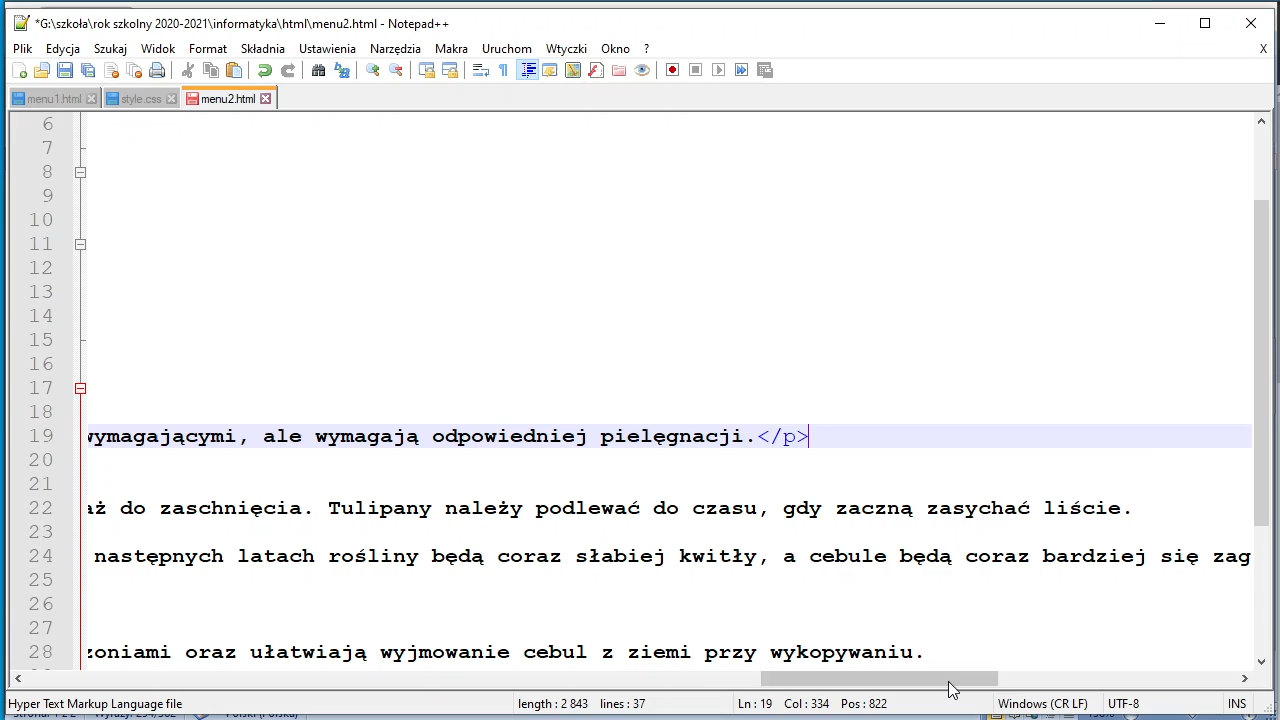 *G:\szkoła\rok szkolny 2020-2021\informatyka\html\menu2.html - Notepad++
Plik Edycja Szukaj Widok Format Składnia Ustawienia Narzędzia Makra Uruchom Wtyczki Okno ? X
menu1.html style.css menu2.html
6
7
8
9
10
11
12
13
14
15
16
17
18
19 wymagającymi, ale wymagają odpowiedniej pielęgnacji.</p>
20
21
22 aż do zaschnięcia. Tulipany należy podlewać do czasu, gdy zaczną zasychać liście.
23
24 następnych latach rośliny będą coraz słabiej kwitły, a cebule będą coraz bardziej się zag
25
26
27
28 zoniami oraz ułatwiają wyjmowanie cebul z ziemi przy wykopywaniu.
Hyper Text Markup Language file length : 2 843 lines : 37 Ln : 19 Col : 334 Pos : 822 Windows (CR LF) UTF-8 INS